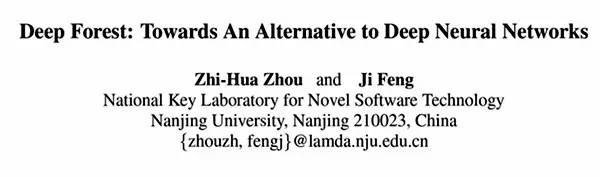 Deep Forest: Towards An Alternative to Deep Neural Networks
Zhi-Hua Zhou and Ji Feng
National Key Laboratory for Novel Software Technology
Nanjing University, Nanjing 210023, China
{zhouzh, fengj}@lamda.nju.edu.cn